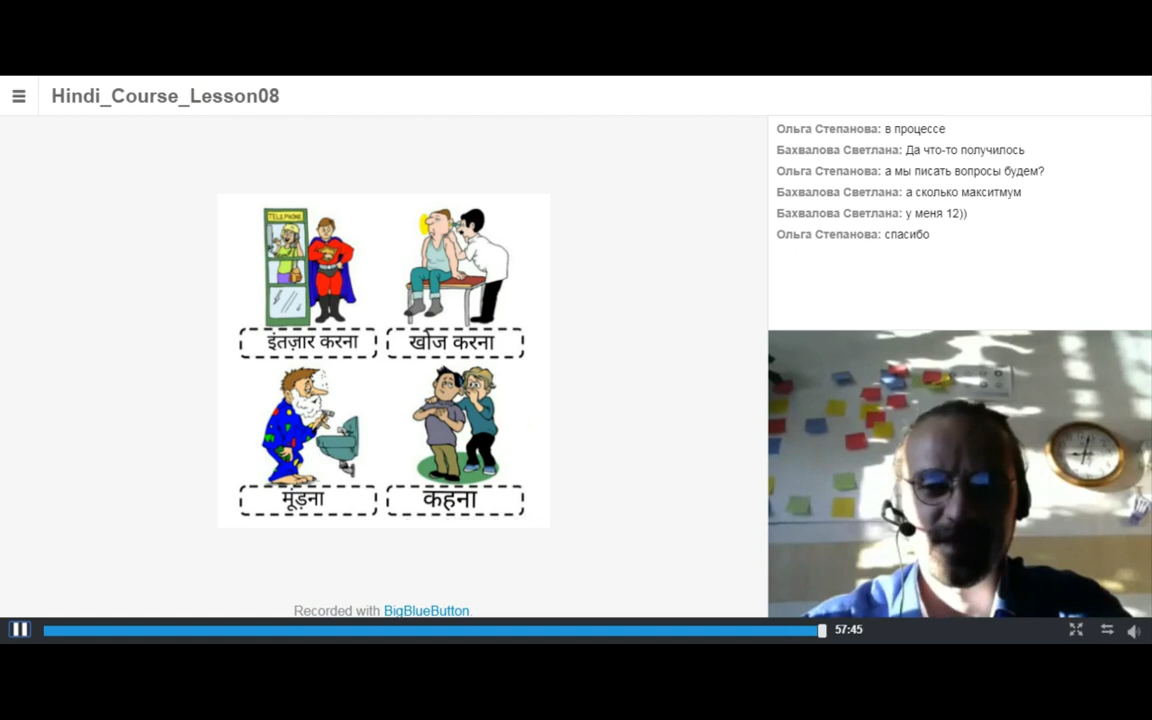 Hindi_Course_Lesson08
TELEPHONE
इंतज़ार करना
खोज करना
मूंड़ना
कहना
Recorded with BigBlueButton.
Ольга Степанова: в процессе
Бахвалова Светлана: Да что-то получилось
Ольга Степанова: а мы писать вопросы будем?
Бахвалова Светлана: а сколько макситмум
Бахвалова Светлана: у меня 12))
Ольга Степанова: спасибо
57:45